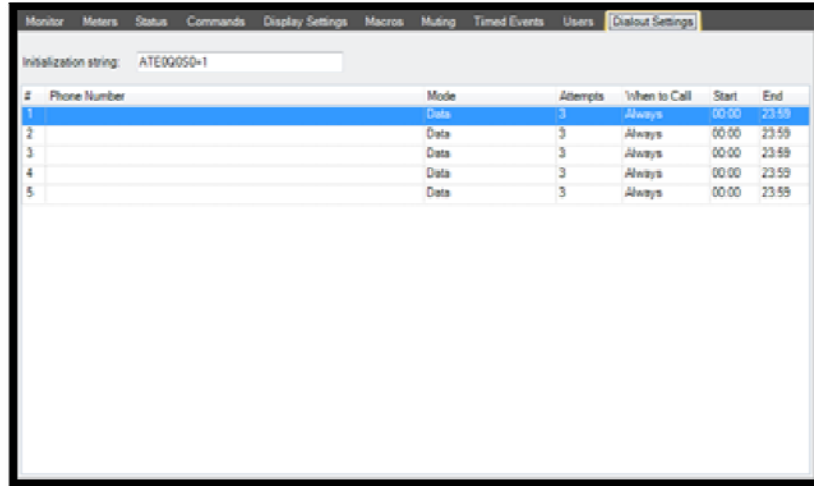 Monitor Meters Status Commands Display Settings Macros Muting Timed Events Users Dialout Settings
Initialization string: ATE0Q0S0=1
# Phone Number Mode Attempts When to Call Start End
1 Data 3 Always 00:00 23:59
2 Data 3 Always 00:00 23:59
3 Data 3 Always 00:00 23:59
4 Data 3 Always 00:00 23:59
5 Data 3 Always 00:00 23:59